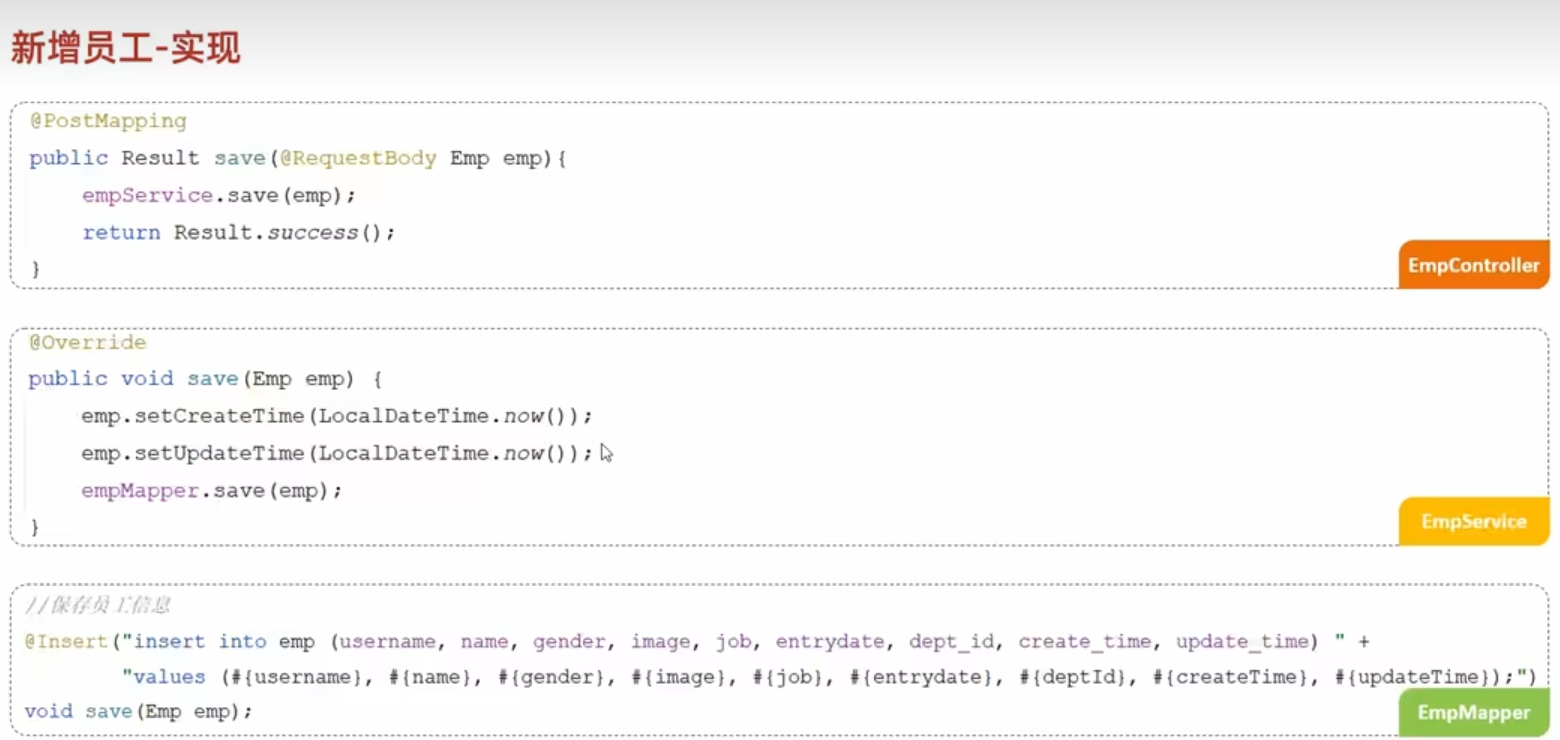 新增员工-实现
@PostMapping
public Result save(@RequestBody Emp emp){
empService.save(emp);
return Result.success();
}
EmpController
@Override
public void save(Emp emp) {
emp.setCreateTime(LocalDateTime.now());
emp.setUpdateTime(LocalDateTime.now());
empMapper.save(emp);
}
EmpService
//保存员工信息
@Insert("insert into emp (username, name, gender, image, job, entrydate, dept_id, create_time, update_time) " +
"values (#{username}, #{name}, #{gender}, #{image}, #{job}, #{entrydate}, #{deptId}, #{createTime}, #{updateTime});")
void save(Emp emp);
EmpMapper